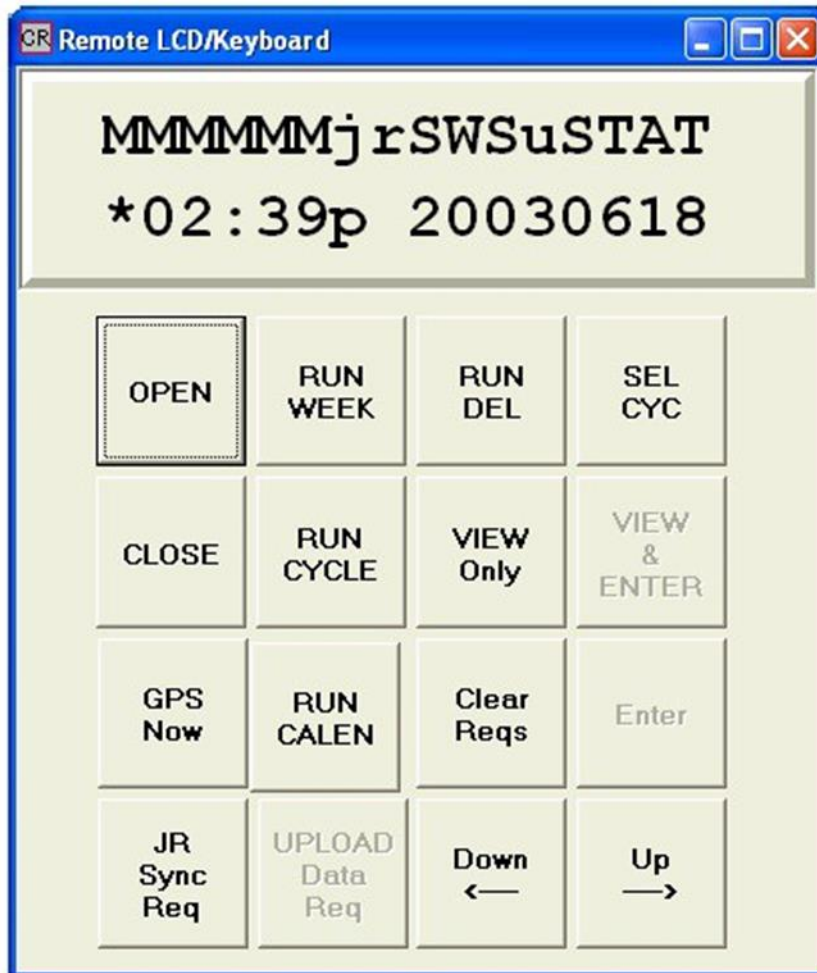 CR Remote LCD/Keyboard
MMMMMMjrSWSuSTAT
*02:39p 20030618
OPEN
RUN
WEEK
RUN
DEL
SEL
CYC
CLOSE
RUN
CYCLE
VIEW
Only
VIEW
&
ENTER
GPS
Now
RUN
CALEN
Clear
Reqs
Enter
JR
Sync
Req
UPLOAD
Data
Req
Down
<—
Up
—>